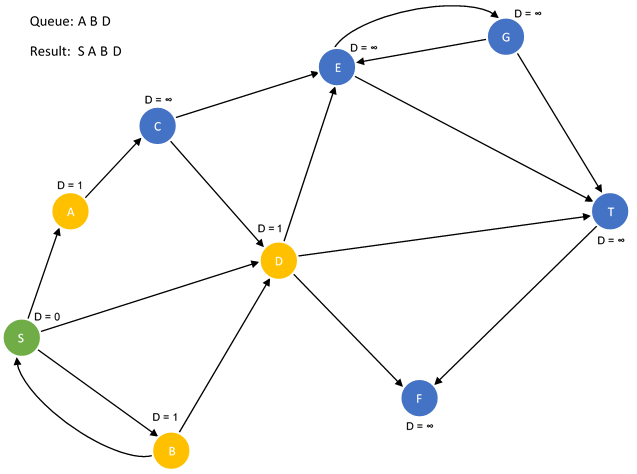 Queue: A B D
Result: S A B D
D = ∞
G
D = ∞
E
D = ∞
C
D = 1
A
D = 1
D
T
D = ∞
D = 0
S
F
D = ∞
D = 1
B